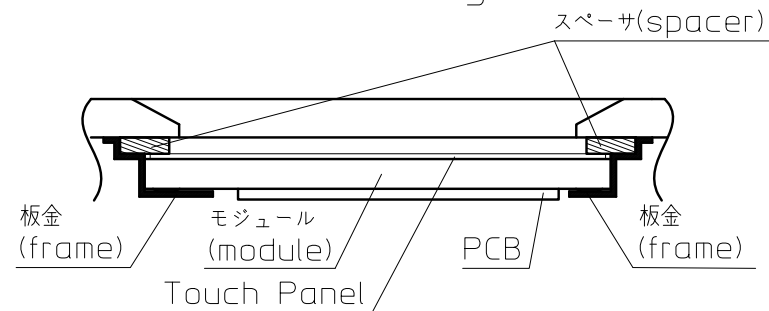 スペーサ(spacer)
板金
(frame)
モジュール
(module)
PCB
板金
(frame)
Touch Panel